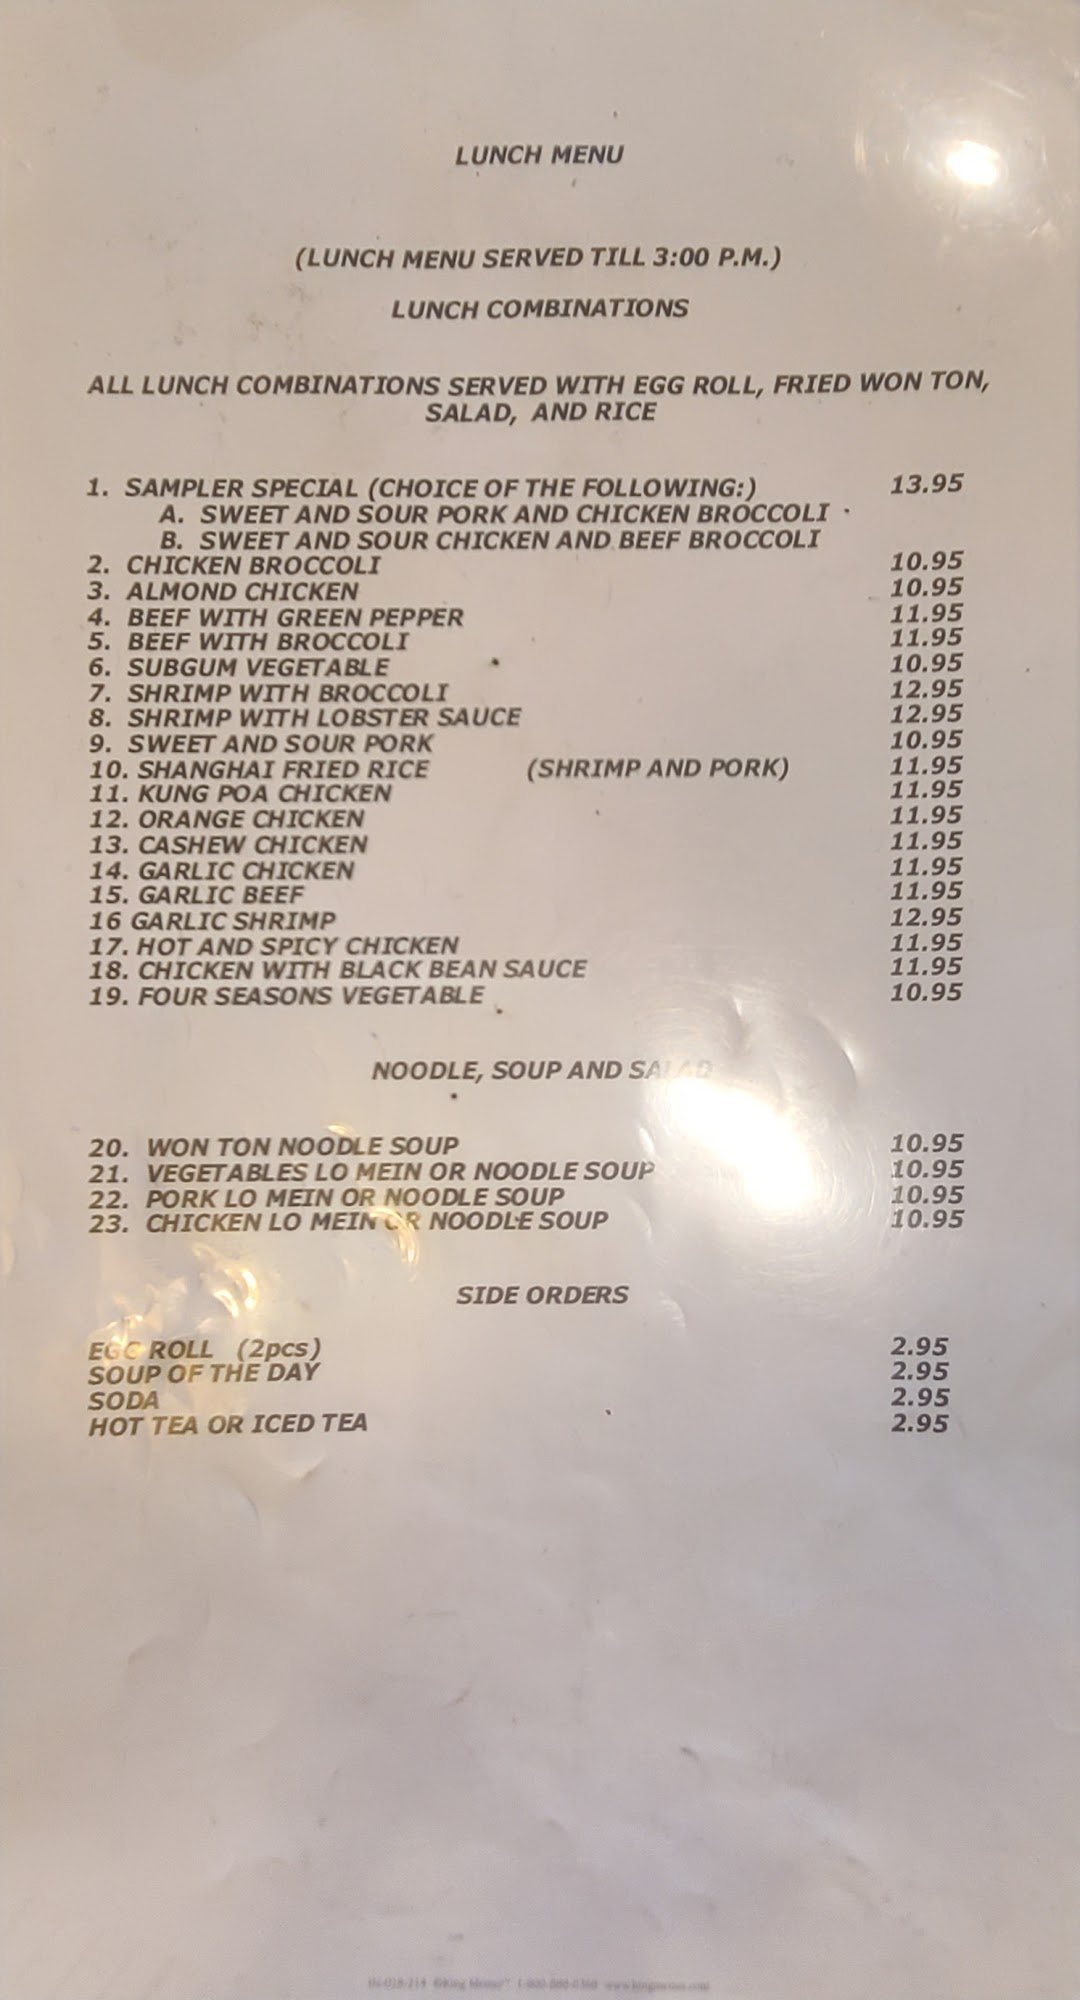 LUNCH MENU
(LUNCH MENU SERVED TILL 3:00 P.M.)
LUNCH COMBINATIONS
ALL LUNCH COMBINATIONS SERVED WITH EGG ROLL, FRIED WON TON,
SALAD, AND RICE
1. SAMPLER SPECIAL (CHOICE OF THE FOLLOWING:) 13.95
A. SWEET AND SOUR PORK AND CHICKEN BROCCOLI
B. SWEET AND SOUR CHICKEN AND BEEF BROCCOLI
2. CHICKEN BROCCOLI 10.95
3. ALMOND CHICKEN 10.95
4. BEEF WITH GREEN PEPPER 11.95
5. BEEF WITH BROCCOLI 11.95
6. SUBGUM VEGETABLE 10.95
7. SHRIMP WITH BROCCOLI 12.95
8. SHRIMP WITH LOBSTER SAUCE 12.95
9. SWEET AND SOUR PORK 10.95
10. SHANGHAI FRIED RICE (SHRIMP AND PORK) 11.95
11. KUNG POA CHICKEN 11.95
12. ORANGE CHICKEN 11.95
13. CASHEW CHICKEN 11.95
14. GARLIC CHICKEN 11.95
15. GARLIC BEEF 11.95
16 GARLIC SHRIMP 12.95
17. HOT AND SPICY CHICKEN 11.95
18. CHICKEN WITH BLACK BEAN SAUCE 11.95
19. FOUR SEASONS VEGETABLE 10.95
NOODLE, SOUP AND SALAD
20. WON TON NOODLE SOUP 10.95
21. VEGETABLES LO MEIN OR NOODLE SOUP 10.95
22. PORK LO MEIN OR NOODLE SOUP 10.95
23. CHICKEN LO MEIN OR NOODLE SOUP 10.95
SIDE ORDERS
EGG ROLL (2pcs) 2.95
SOUP OF THE DAY 2.95
SODA 2.95
HOT TEA OR ICED TEA 2.95